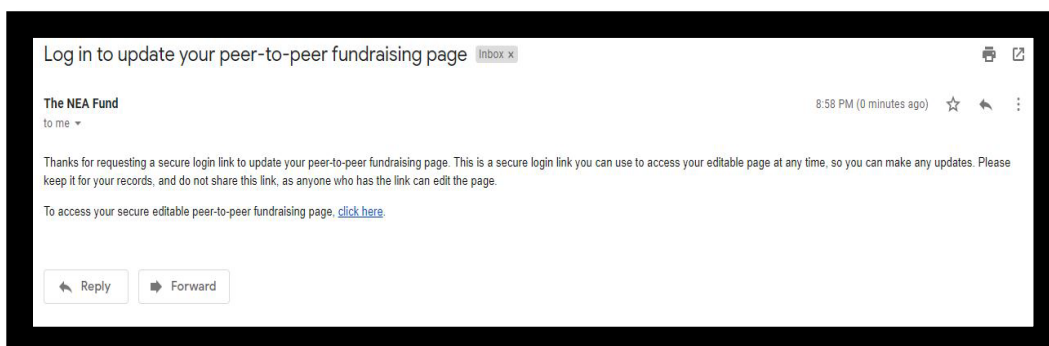 Log in to update your peer-to-peer fundraising page Inbox x
The NEA Fund 8:58 PM (0 minutes ago)
to me
Thanks for requesting a secure login link to update your peer-to-peer fundraising page. This is a secure login link you can use to access your editable page at any time, so you can make any updates. Please
keep it for your records, and do not share this link, as anyone who has the link can edit the page.
To access your secure editable peer-to-peer fundraising page, click here.
Reply Forward